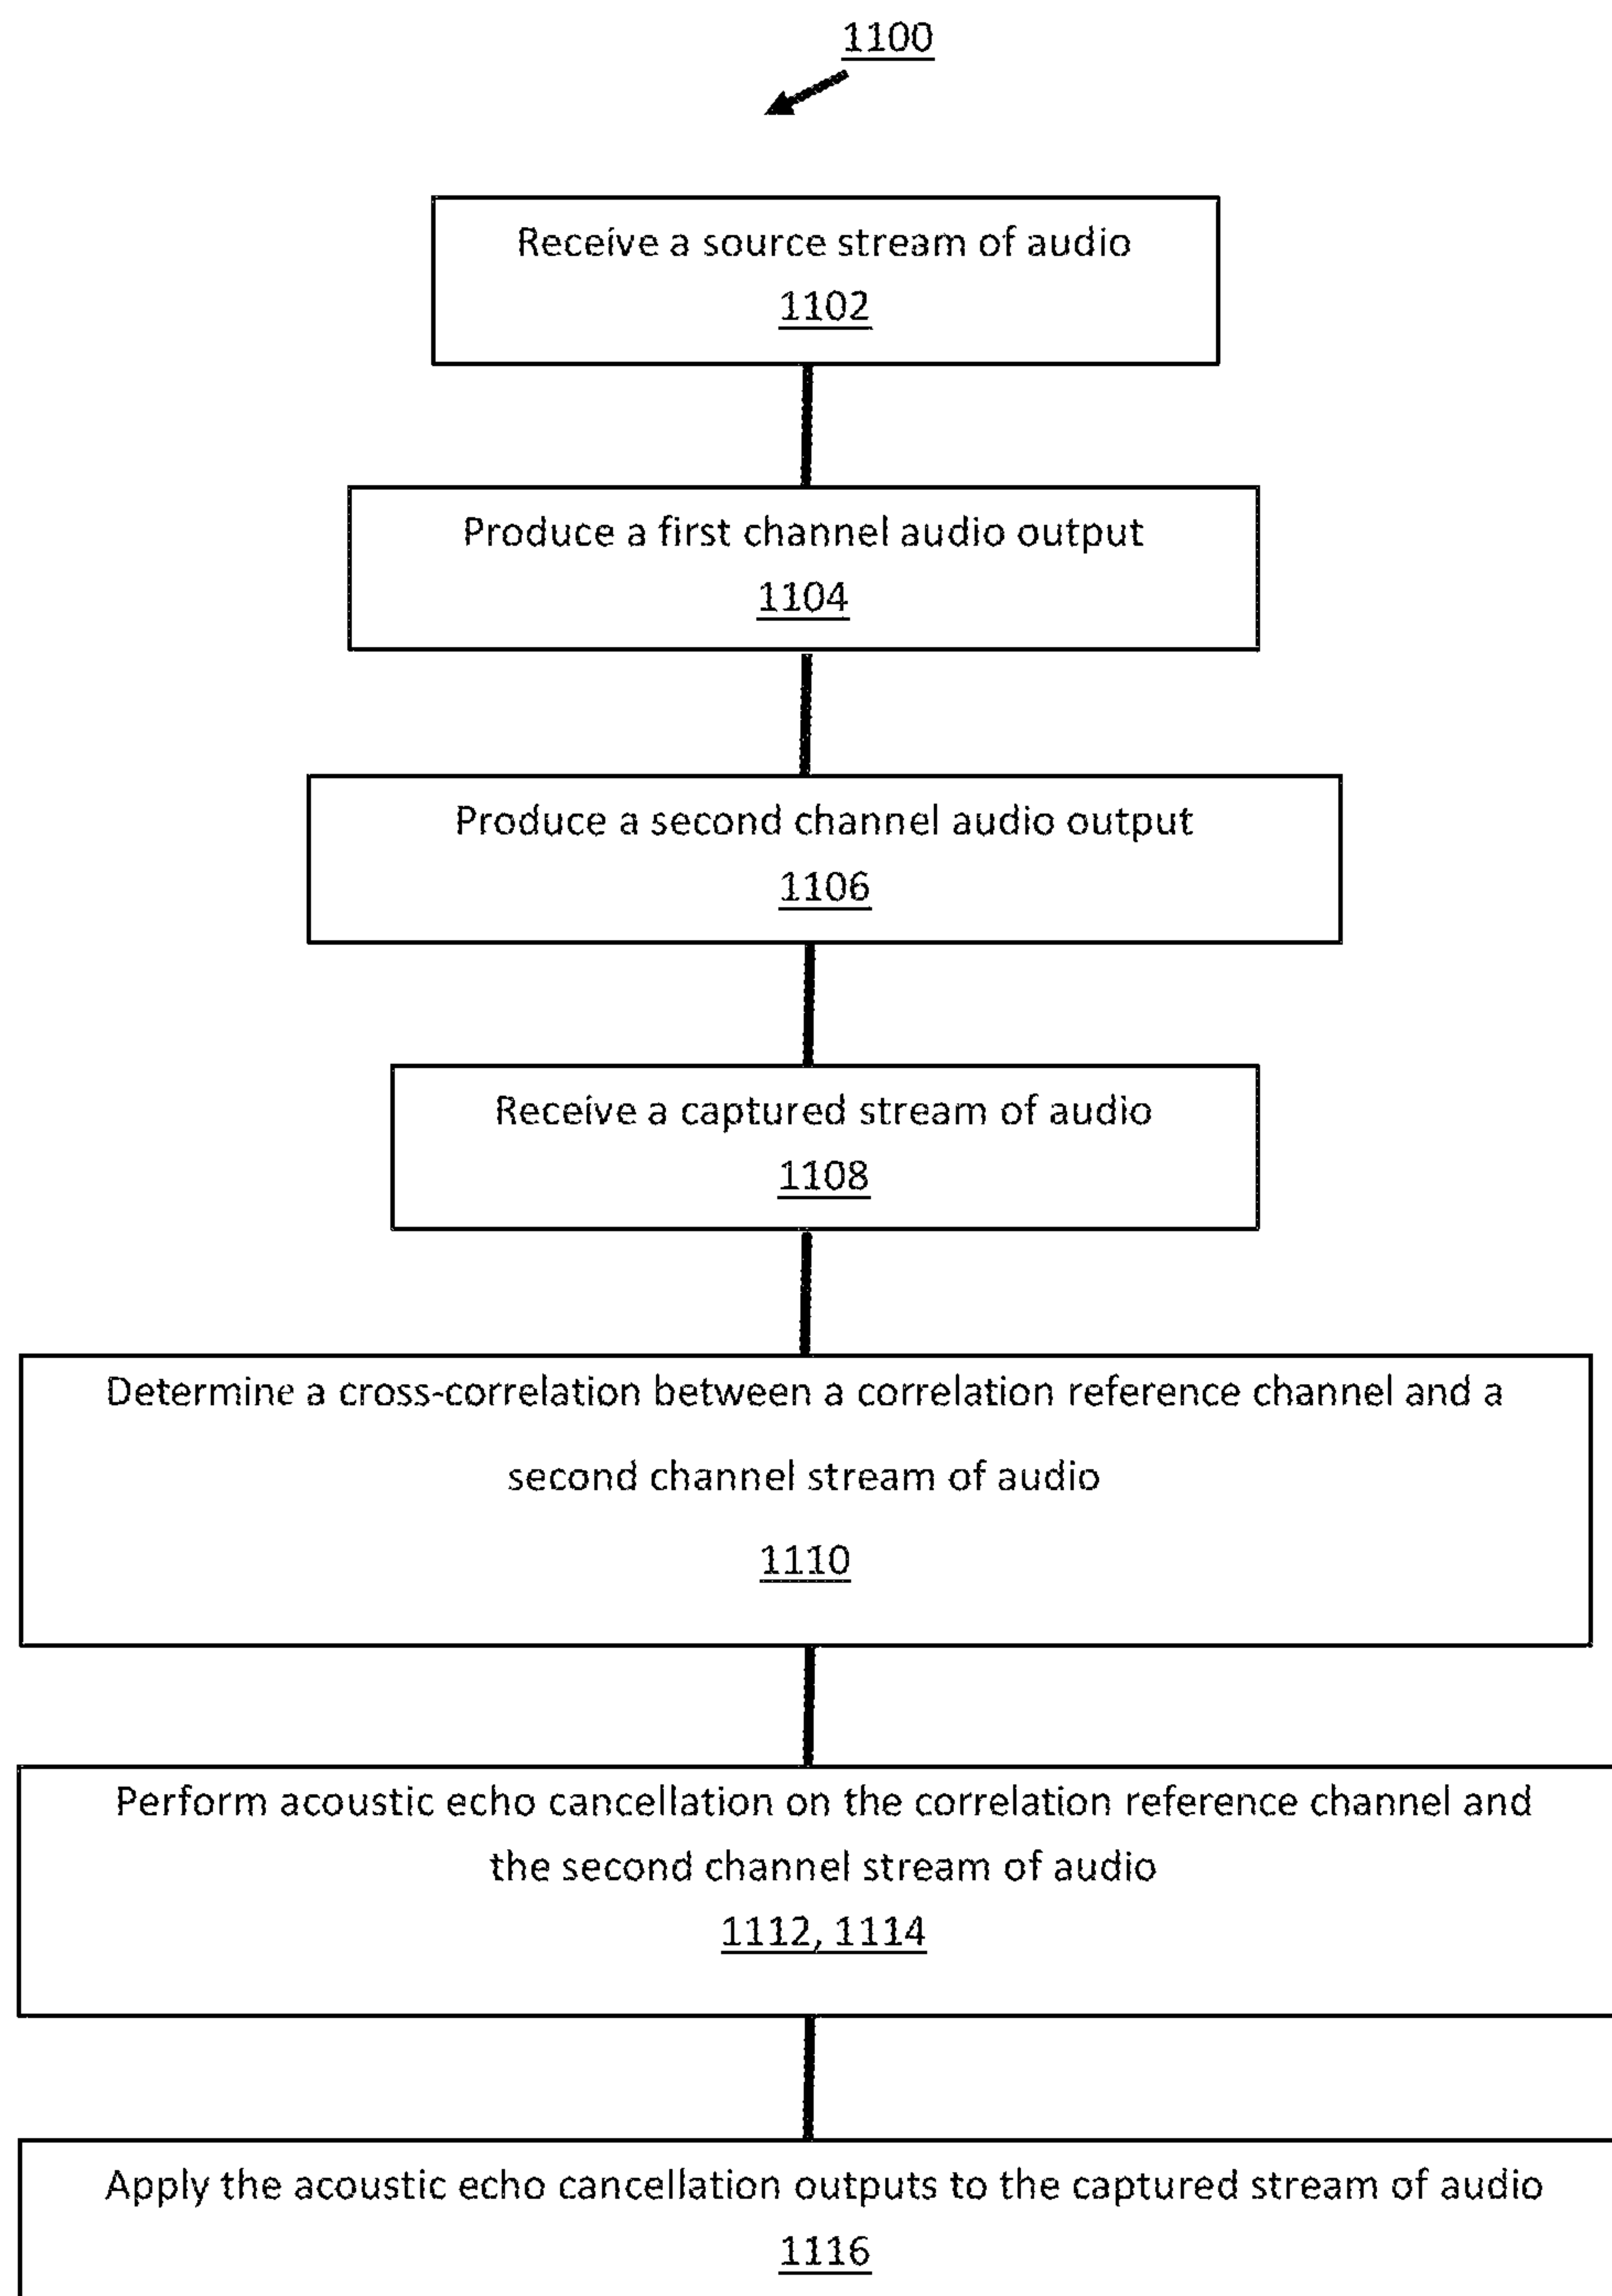 1100
Receive a source stream of audio
1102
Produce a first channel audio output
1104
Produce a second channel audio output
1106
Receive a captured stream of audio
1108
Determine a cross-correlation between a correlation reference channel and a
second channel stream of audio
1110
Perform acoustic echo cancellation on the correlation reference channel and
the second channel stream of audio
1112, 1114
Apply the acoustic echo cancellation outputs to the captured stream of audio
1116